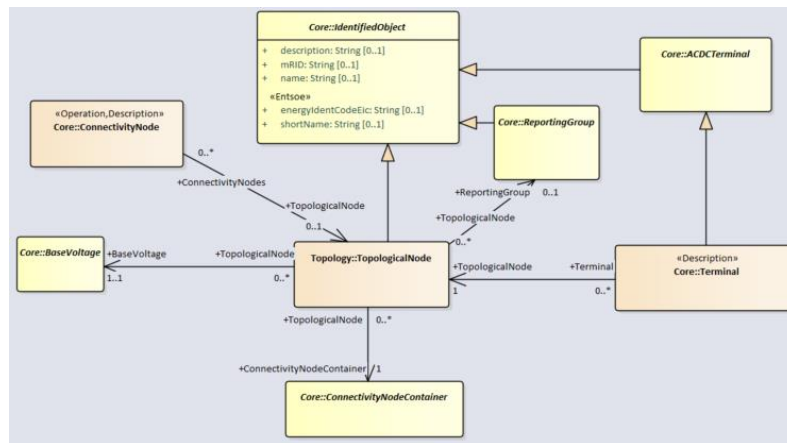 Core::IdentifiedObject
+ description: String [0..1]
+ mRID: String [0..1]
+ name: String [0..1]
«Entsoe»
+ energyIdentCodeEic: String [0..1]
+ shortName: String [0..1]
Core::ACDCTerminal
«Operation,Description»
Core::ConnectivityNode
Core::ReportingGroup
0..*
+ConnectivityNodes
+TopologicalNode
0..1
+ReportingGroup
0..1
+TopologicalNode
0..*
Core::BaseVoltage
+BaseVoltage
1..1
+TopologicalNode
0..*
Topology::TopologicalNode
+TopologicalNode
1
+Terminal
0..*
«Description»
Core::Terminal
+TopologicalNode
0..*
+ConnectivityNodeContainer
1
Core::ConnectivityNodeContainer